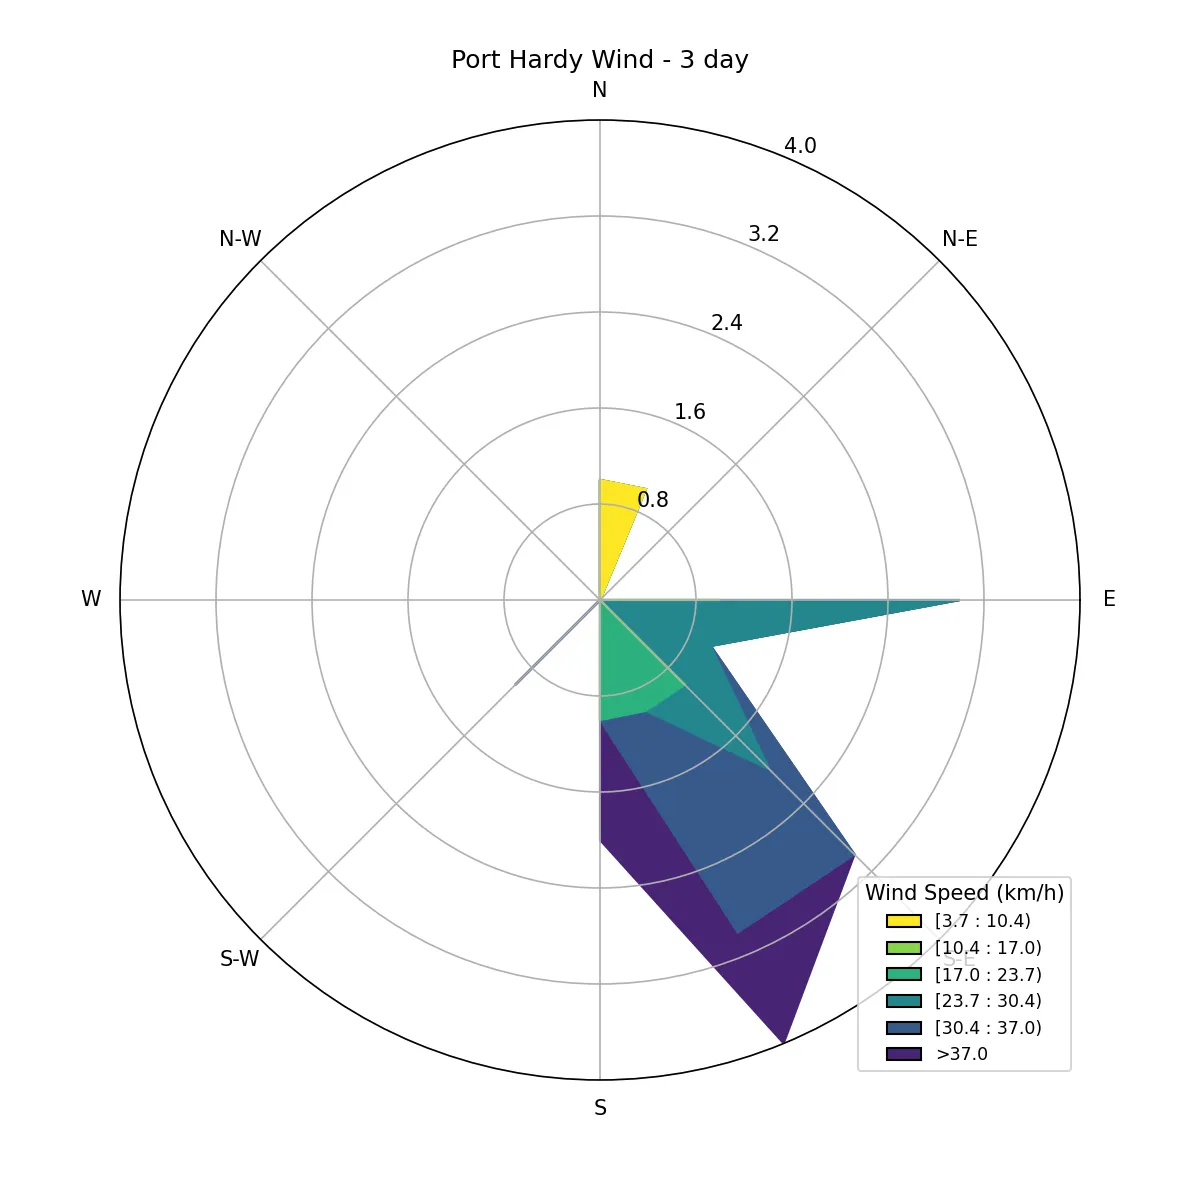 Port Hardy Wind - 3 day
N
4.0
N-W
3.2
N-E
2.4
1.6
0.8
W
E
S-W
S-E
S
Wind Speed (km/h)
[3.7 : 10.4)
[10.4 : 17.0)
[17.0 : 23.7)
[23.7 : 30.4)
[30.4 : 37.0)
>37.0